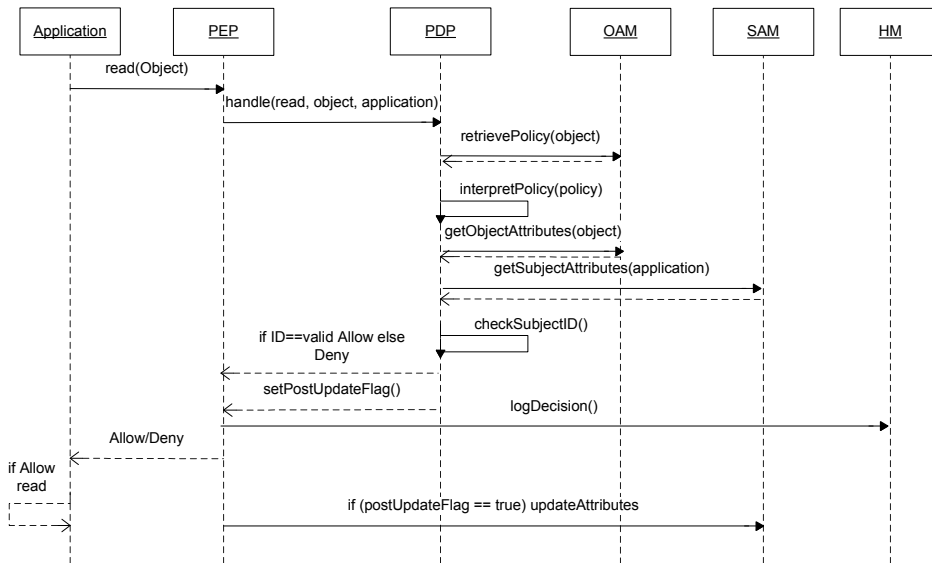 Application
PEP
PDP
OAM
SAM
HM
read(Object)
handle(read, object, application)
retrievePolicy(object)
interpretPolicy(policy)
getObjectAttributes(object)
getSubjectAttributes(application)
checkSubjectID()
if ID==valid Allow else
Deny
setPostUpdateFlag()
logDecision()
Allow/Deny
if Allow
read
if (postUpdateFlag == true) updateAttributes